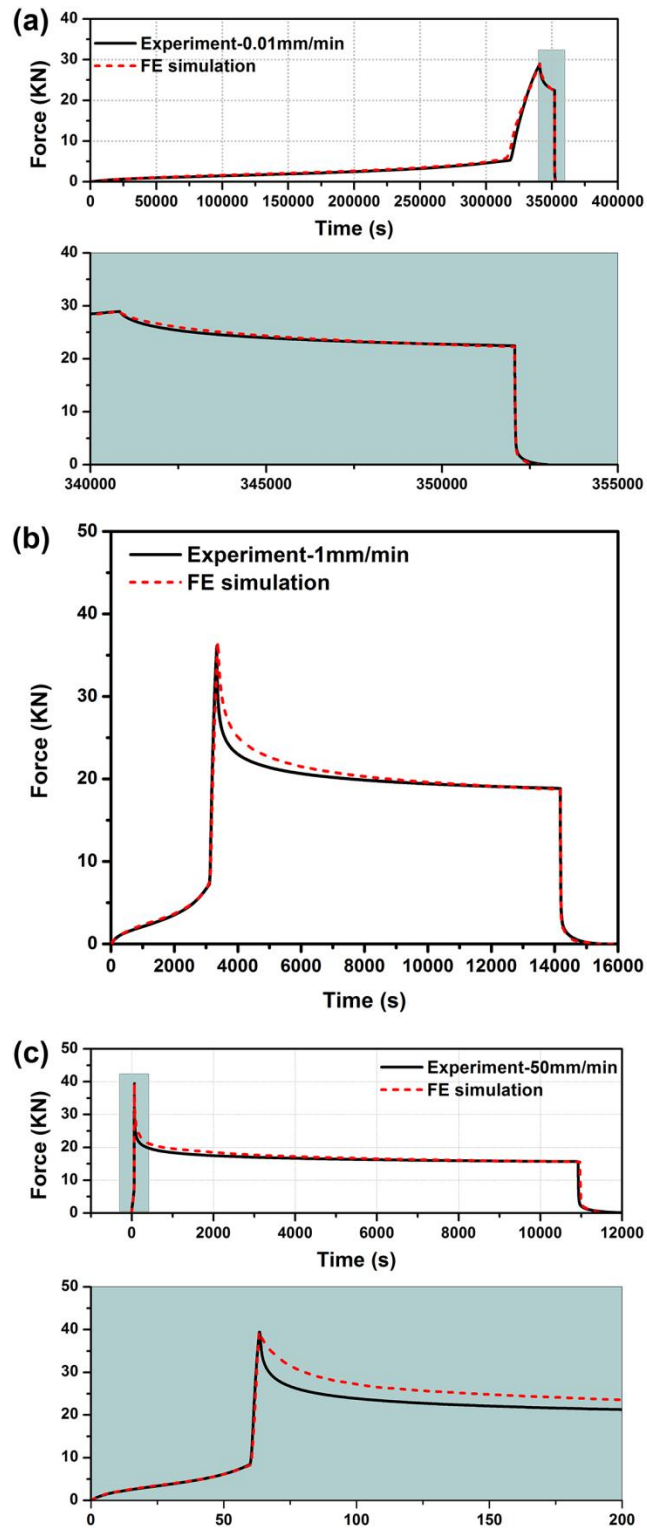 (a)
40
30
20
10
0
Force (KN)
Experiment-0.01mm/min
FE simulation
0 50000 100000 150000 200000 250000 300000 350000 400000
Time (s)
40
30
20
10
0
340000 345000 350000 355000
(b)
50
40
30
20
10
0
Force (KN)
Experiment-1mm/min
FE simulation
0 2000 4000 6000 8000 10000 12000 14000 16000
Time (s)
(c)
50
40
30
20
10
0
Force (KN)
Experiment-50mm/min
FE simulation
0 2000 4000 6000 8000 10000 12000
Time (s)
50
40
30
20
10
0
0 50 100 150 200